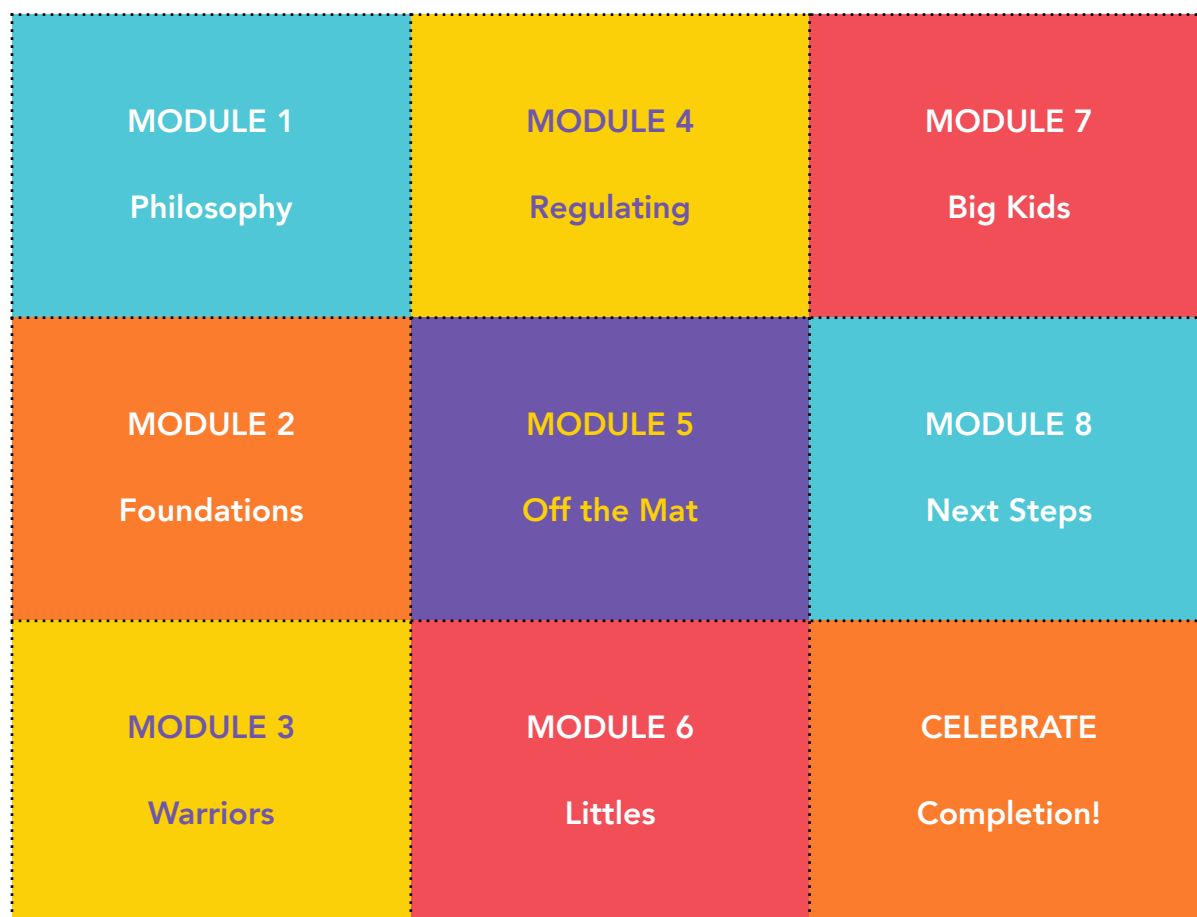 MODULE 1
Philosophy
MODULE 4
Regulating
MODULE 7
Big Kids
MODULE 2
Foundations
MODULE 5
Off the Mat
MODULE 8
Next Steps
MODULE 3
Warriors
MODULE 6
Littles
CELEBRATE
Completion!